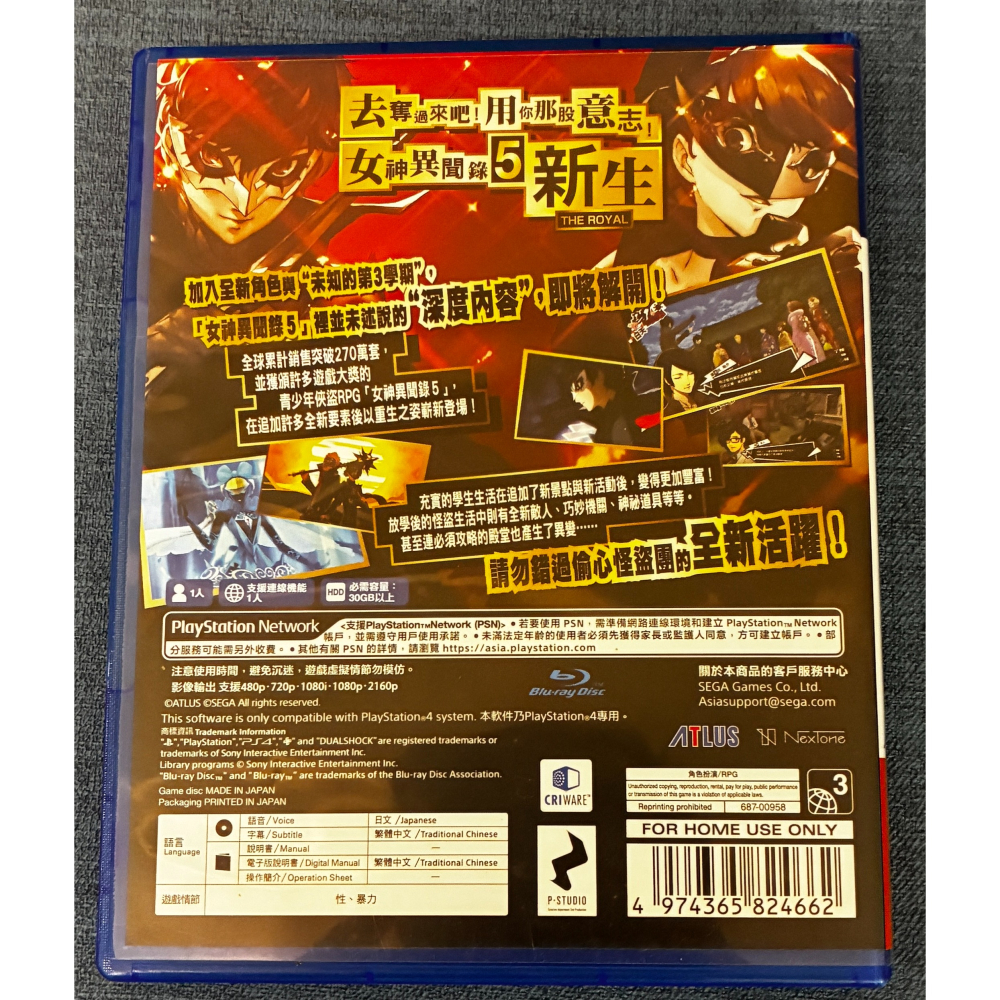 去奪過來吧！用你那股意志！
女神異聞錄5新生
THE ROYAL
加入全新角色與“未知的第3學期”，
「女神異聞錄５」裡並未述說的“深度內容”，即將解開！
全球累計銷售突破270萬套，
並獲頒許多遊戲大獎的
青少年俠盜RPG「女神異聞錄５」，
在追加許多全新要素後以重生之姿嶄新登場！
充實的學生生活在追加了新景點與新活動後，變得更加豐富！
放學後的怪盜生活中則有全新敵人、巧妙機關、神祕道具等等。
甚至連必須攻略的殿堂也產生了異變……
請勿錯過偷心怪盜團的全新活躍！
1人
支援連線機能
1人
HDD
必需容量：
30GB以上
PlayStation Network
<支援PlayStation™Network (PSN)> • 若要使用 PSN，需準備網路連線環境和建立 PlayStation™ Network
帳戶，並需遵守用戶使用承諾。• 未滿法定年齡的使用者必須先獲得家長或監護人同意，方可建立帳戶。• 部
分服務可能需另外收費。• 其他有關 PSN 的詳情，請瀏覽 https://asia.playstation.com
注意使用時間，避免沉迷，遊戲虛擬情節勿模仿。
影像輸出 支援480p･720p･1080i･1080p･2160p
©ATLUS ©SEGA All rights reserved.
Blu-ray Disc
關於本商品的客戶服務中心
SEGA Games Co., Ltd.
Asiasupport@sega.com
This software is only compatible with PlayStation®4 system. 本軟件乃PlayStation®4專用。
商標資訊 Trademark Information
"PlayStation", "PS4", and "DUALSHOCK" are registered trademarks or
trademarks of Sony Interactive Entertainment Inc.
Library programs © Sony Interactive Entertainment Inc.
"Blu-ray Disc™" and "Blu-ray™" are trademarks of the Blu-ray Disc Association.
Game disc MADE IN JAPAN
Packaging PRINTED IN JAPAN
ATLUS
NexTone
CRIWARE™
角色扮演/RPG
Unauthorized copying, reproduction, rental, pay for play, public performance
or transmission of this game is a violation of applicable laws.
Reprinting prohibited 687-00958
3
語言
Language
語音/Voice 日文/Japanese
字幕/Subtitle 繁體中文/Traditional Chinese
說明書/Manual —
電子版說明書/Digital Manual 繁體中文/Traditional Chinese
操作簡介/Operation Sheet —
遊戲情節 性、暴力
P-STUDIO
FOR HOME USE ONLY
4 974365 824662